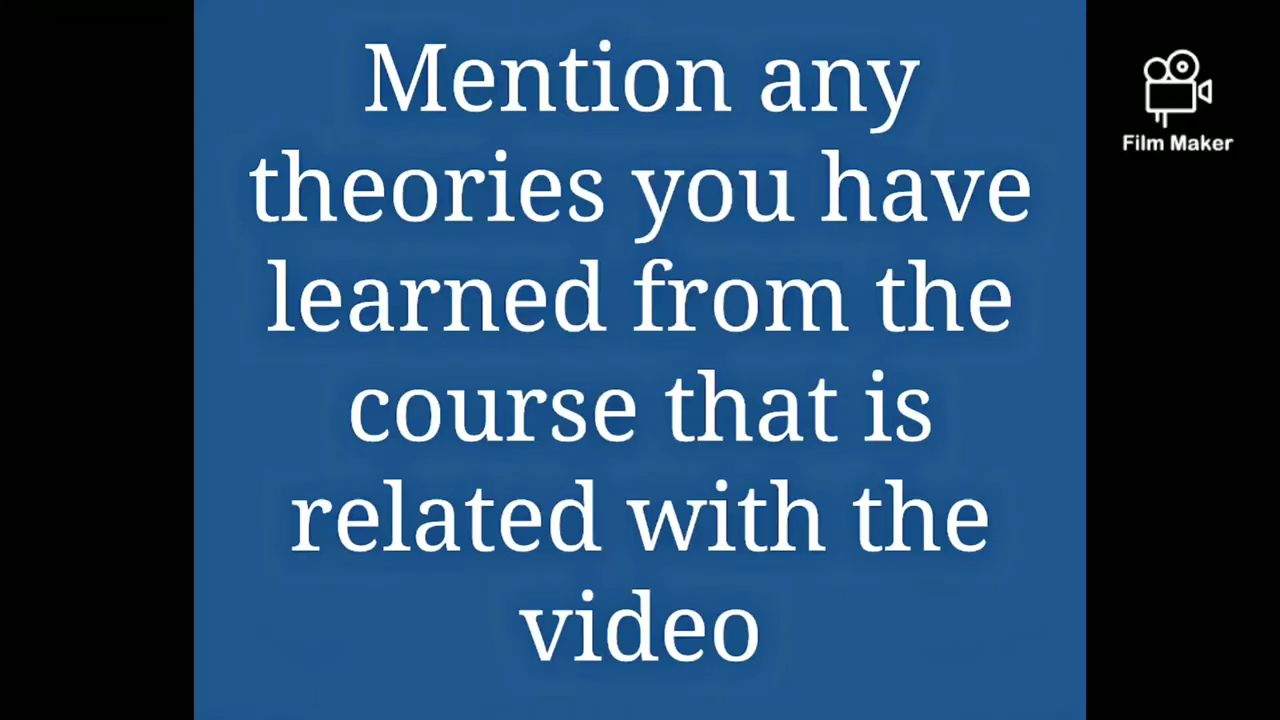 Mention any
theories you have
learned from the
course that is
related with the
video
Film Maker